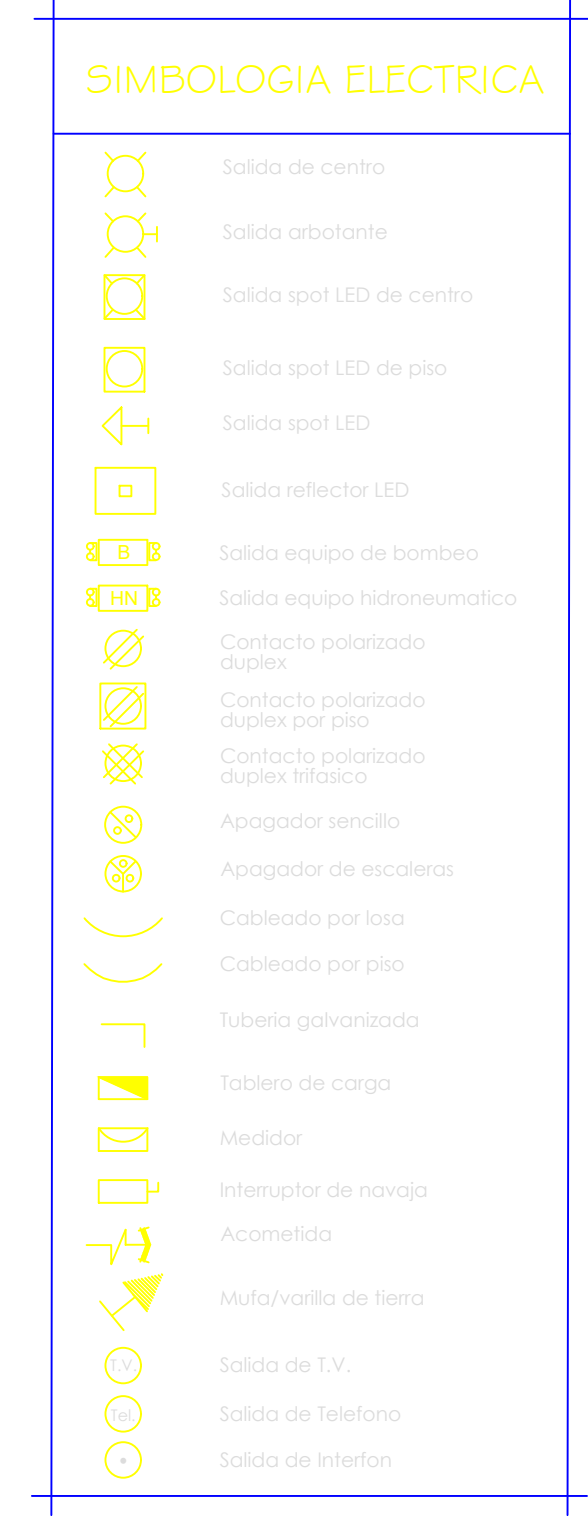 SIMBOLOGIA ELECTRICA
Salida de centro
Salida arbotante
Salida spot LED de centro
Salida spot LED de piso
Salida spot LED
Salida reflector LED
B Salida equipo de bombeo
HN Salida equipo hidroneumatico
Contacto polarizado
duplex
Contacto polarizado
duplex por piso
Contacto polarizado
duplex trifasico
Apagador sencillo
Apagador de escaleras
Cableado por losa
Cableado por piso
Tuberia galvanizada
Tablero de carga
Medidor
Interruptor de navaja
Acometida
Mufa/varilla de tierra
T.V. Salida de T.V.
Tel. Salida de Telefono
Salida de Interfon